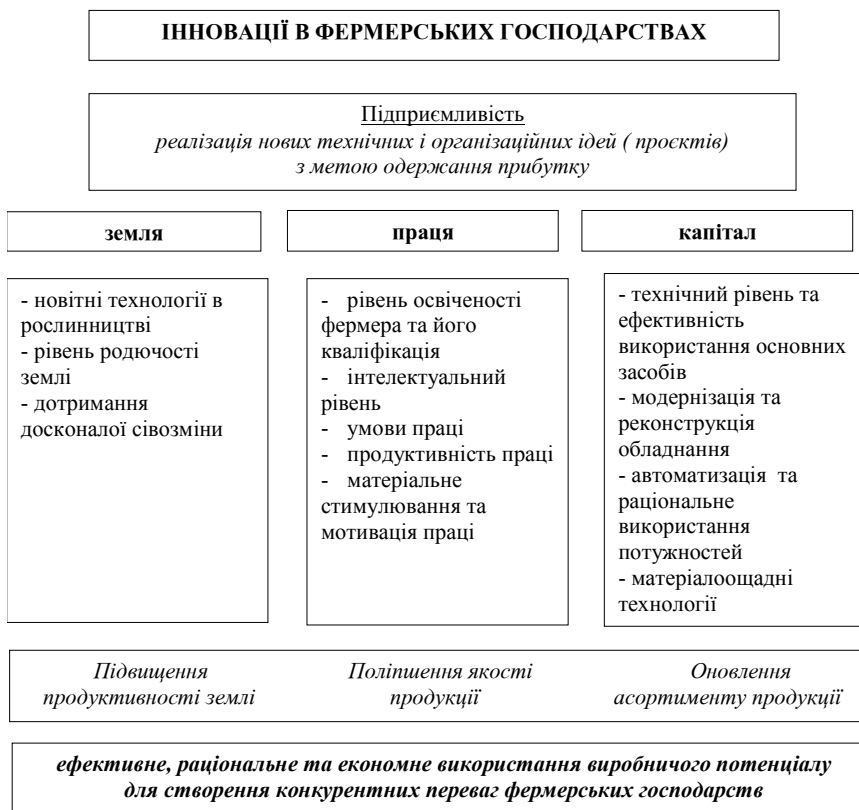 ІННОВАЦІЇ В ФЕРМЕРСЬКИХ ГОСПОДАРСТВАХ
Підприємливість
реалізація нових технічних і організаційних ідей ( проєктів)
з метою одержання прибутку
земля
- новітні технології в
рослинництві
- рівень родючості
землі
- дотримання
досконалої сівозміни
праця
- рівень освіченості
фермера та його
кваліфікація
- інтелектуальний
рівень
- умови праці
- продуктивність праці
- матеріальне
стимулювання та
мотивація праці
капітал
- технічний рівень та
ефективність
використання основних
засобів
- модернізація та
реконструкція
обладнання
- автоматизація та
раціональне
використання
потужностей
- матеріалоощадні
технології
Підвищення
продуктивності землі
Поліпшення якості
продукції
Оновлення
асортименту продукції
ефективне, раціональне та економне використання виробничого потенціалу
для створення конкурентних переваг фермерських господарств